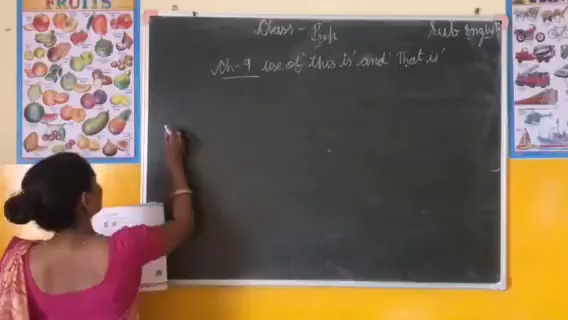 FRUITS
Class - Prep Sub English
Ch-9 use of 'this is' and 'That is'